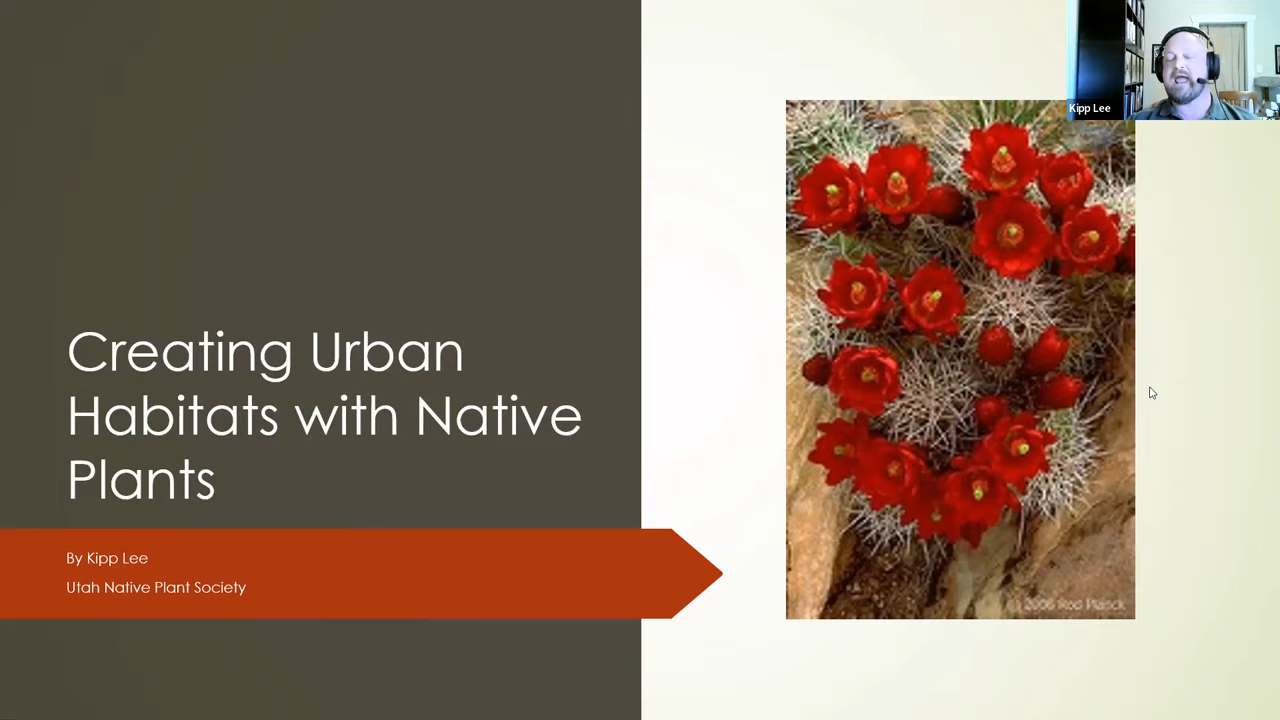 Kipp Lee
Creating Urban
Habitats with Native
Plants
By Kipp Lee
Utah Native Plant Society
© 2006 Rod Planck